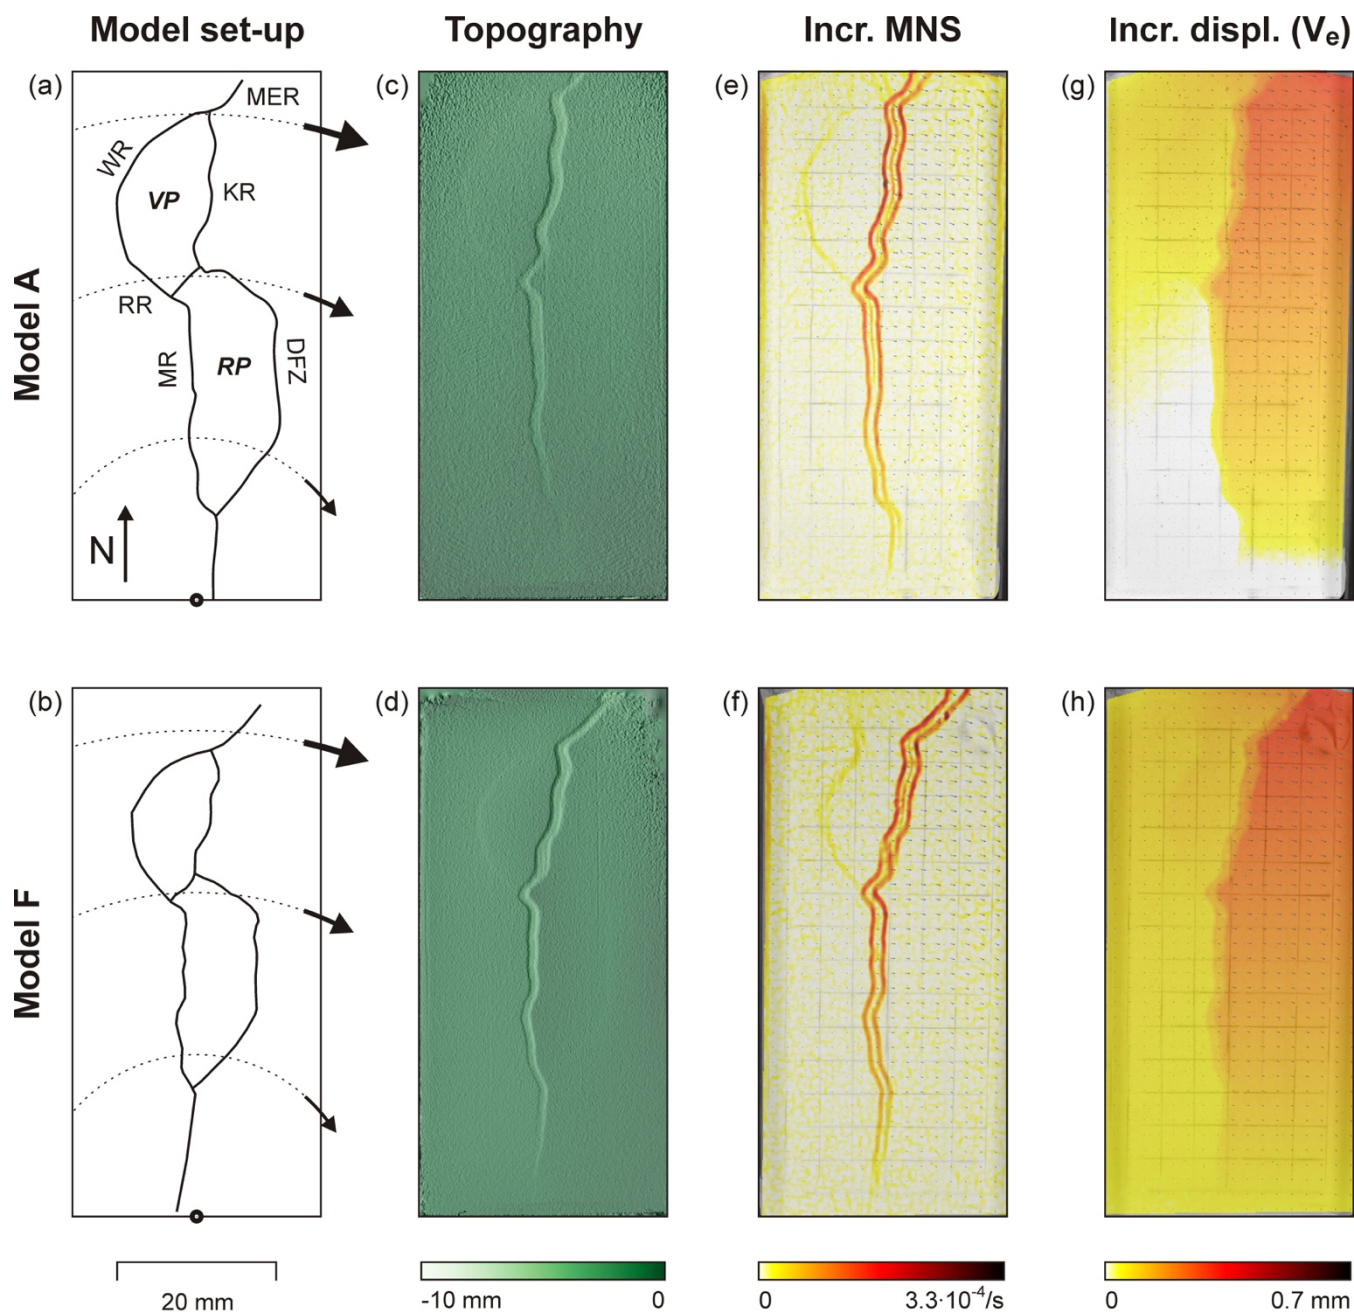 Model set-up
Topography
Incr. MNS
Incr. displ. (Ve)
Model A
(a)
MER
WR
VP
KR
RR
MR
RP
DFZ
N
(c)
(e)
(g)
Model F
(b)
(d)
(f)
(h)
20 mm
-10 mm 0
0 3.3·10-4/s
0 0.7 mm